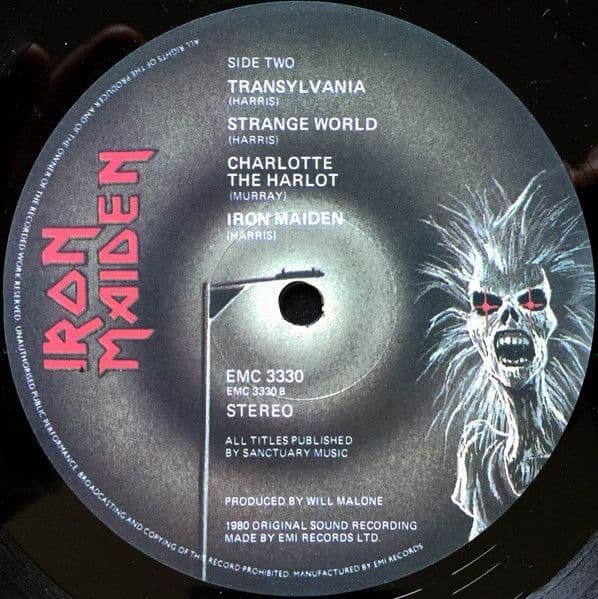 SIDE TWO
TRANSYLVANIA
(HARRIS)
STRANGE WORLD
(HARRIS)
CHARLOTTE
THE HARLOT
(MURRAY)
IRON MAIDEN
(HARRIS)
IRON
MAIDEN
EMC 3330
EMC 3330 B
STEREO
ALL TITLES PUBLISHED
BY SANCTUARY MUSIC
PRODUCED BY WILL MALONE
1980 ORIGINAL SOUND RECORDING
MADE BY EMI RECORDS LTD.
ALL RIGHTS OF THE PRODUCER AND OF THE OWNER OF THE RECORDED WORK RESERVED. UNAUTHORISED PUBLIC PERFORMANCE, BROADCASTING AND COPYING OF THIS RECORD PROHIBITED. MANUFACTURED BY EMI RECORDS